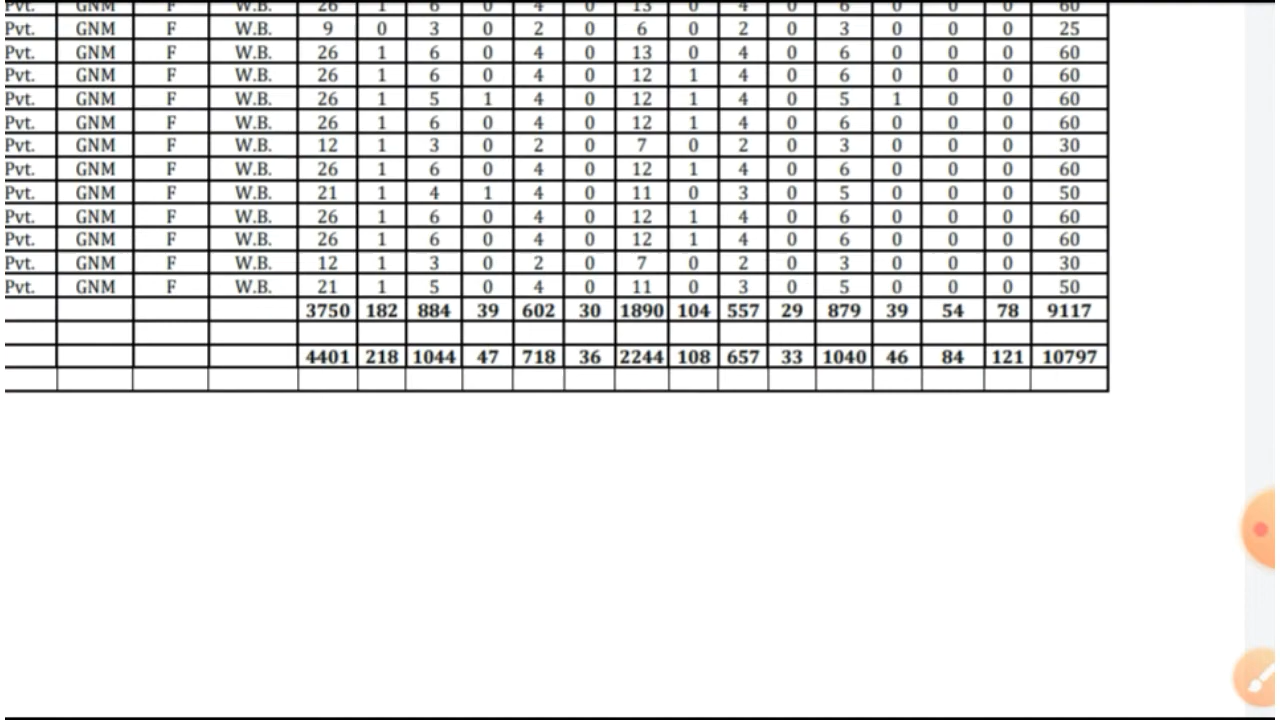 Pvt. GNM F W.B. 26 1 6 0 4 0 13 0 4 0 6 0 0 0 60
Pvt. GNM F W.B. 9 0 3 0 2 0 6 0 2 0 3 0 0 0 25
Pvt. GNM F W.B. 26 1 6 0 4 0 13 0 4 0 6 0 0 0 60
Pvt. GNM F W.B. 26 1 6 0 4 0 12 1 4 0 6 0 0 0 60
Pvt. GNM F W.B. 26 1 5 1 4 0 12 1 4 0 5 1 0 0 60
Pvt. GNM F W.B. 26 1 6 0 4 0 12 1 4 0 6 0 0 0 60
Pvt. GNM F W.B. 12 1 3 0 2 0 7 0 2 0 3 0 0 0 30
Pvt. GNM F W.B. 26 1 6 0 4 0 12 1 4 0 6 0 0 0 60
Pvt. GNM F W.B. 21 1 4 1 4 0 11 0 3 0 5 0 0 0 50
Pvt. GNM F W.B. 26 1 6 0 4 0 12 1 4 0 6 0 0 0 60
Pvt. GNM F W.B. 26 1 6 0 4 0 12 1 4 0 6 0 0 0 60
Pvt. GNM F W.B. 12 1 3 0 2 0 7 0 2 0 3 0 0 0 30
Pvt. GNM F W.B. 21 1 5 0 4 0 11 0 3 0 5 0 0 0 50
3750 182 884 39 602 30 1890 104 557 29 879 39 54 78 9117
4401 218 1044 47 718 36 2244 108 657 33 1040 46 84 121 10797